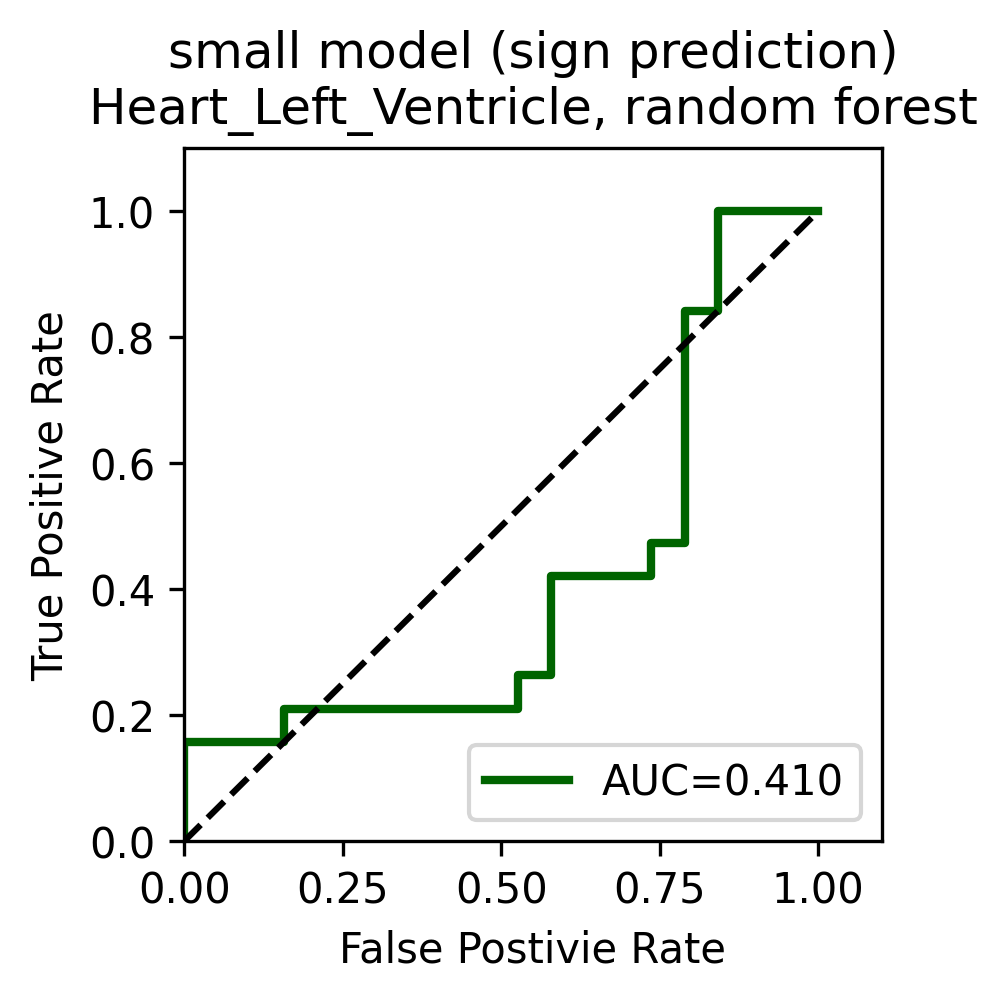 small model (sign prediction)
Heart_Left_Ventricle, random forest
True Positive Rate
1.0
0.8
0.6
0.4
0.2
0.0
AUC=0.410
0.00 0.25 0.50 0.75 1.00
False Postivie Rate